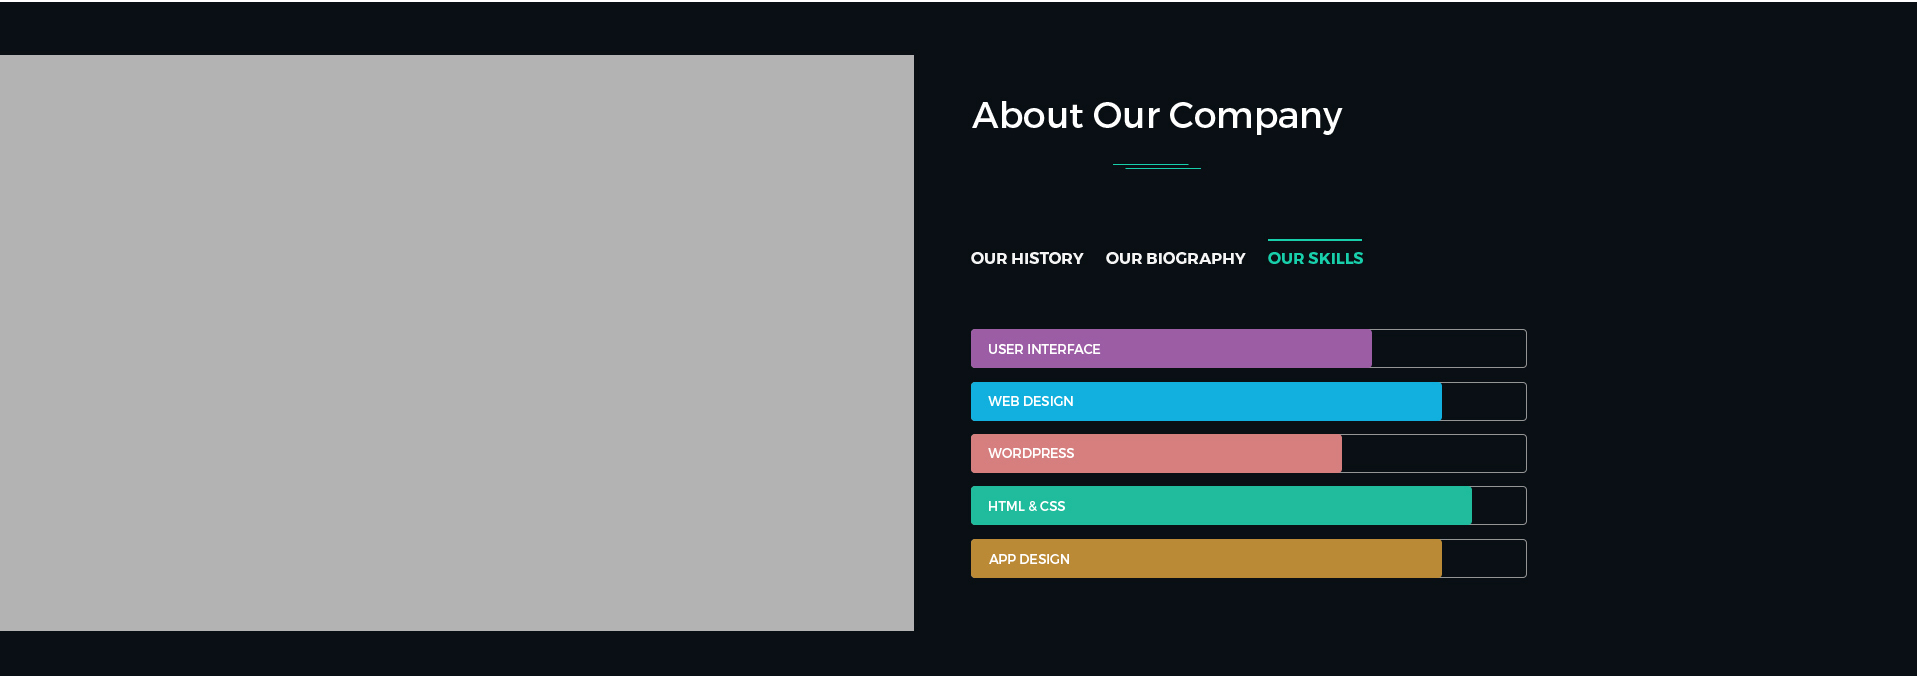 About Our Company
OUR HISTORY OUR BIOGRAPHY OUR SKILLS
USER INTERFACE
WEB DESIGN
WORDPRESS
HTML & CSS
APP DESIGN